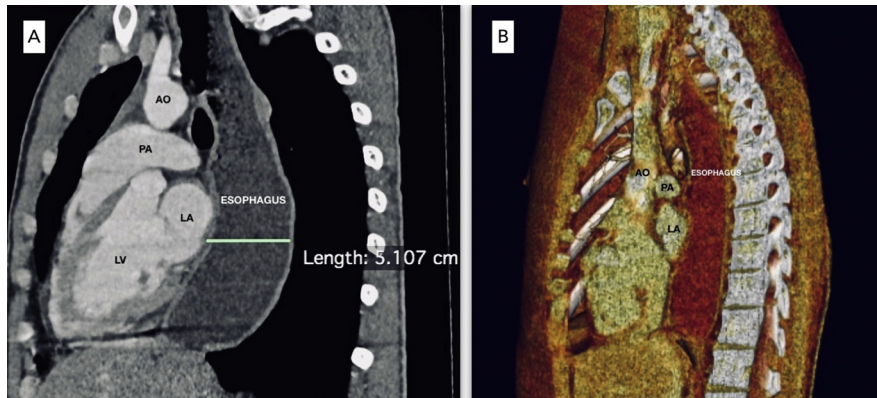 A
AO
PA
ESOPHAGUS
LA
LV
Length: 5.107 cm
B
AO
ESOPHAGUS
PA
LA